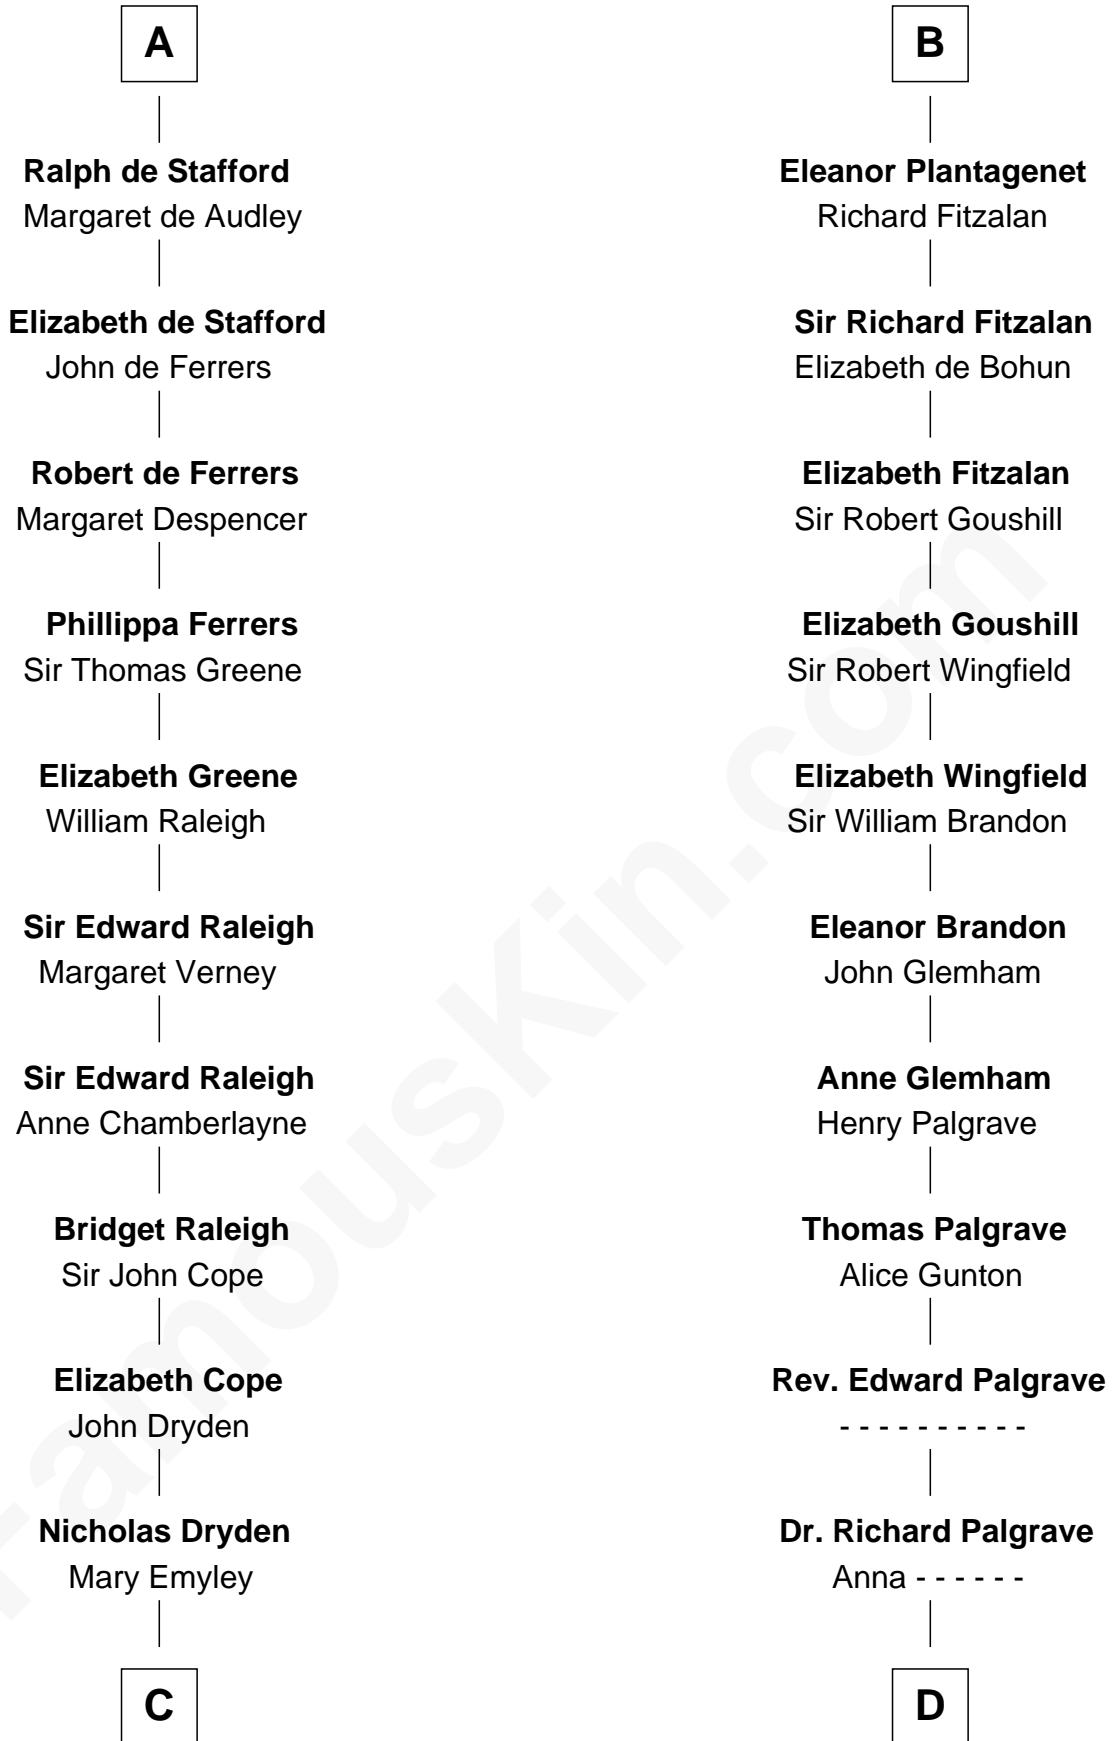 A
Ralph de Stafford
Margaret de Audley
Elizabeth de Stafford
John de Ferrers
Robert de Ferrers
Margaret Despencer
Phillippa Ferrers
Sir Thomas Greene
Elizabeth Greene
William Raleigh
Sir Edward Raleigh
Margaret Verney
Sir Edward Raleigh
Anne Chamberlayne
Bridget Raleigh
Sir John Cope
Elizabeth Cope
John Dryden
Nicholas Dryden
Mary Emyley
C
B
Eleanor Plantagenet
Richard Fitzalan
Sir Richard Fitzalan
Elizabeth de Bohun
Elizabeth Fitzalan
Sir Robert Goushill
Elizabeth Goushill
Sir Robert Wingfield
Elizabeth Wingfield
Sir William Brandon
Eleanor Brandon
John Glemham
Anne Glemham
Henry Palgrave
Thomas Palgrave
Alice Gunton
Rev. Edward Palgrave
- - - - - - - - - -
Dr. Richard Palgrave
Anna - - - - - -
D
FamousKin.com